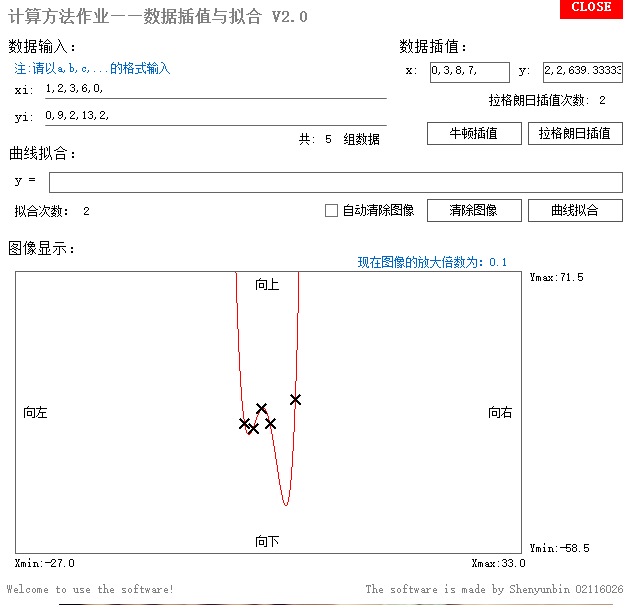 计算方法作业——数据插值与拟合 V2.0
CLOSE
数据输入:
注:请以a,b,c,...的格式输入
xi: 1,2,3,6,0,
yi: 0,9,2,13,2,
共: 5 组数据
数据插值:
x: 0,3,8,7, y: 2,2,639.33333
拉格朗日插值次数: 2
牛顿插值 拉格朗日插值
曲线拟合:
y =
拟合次数: 2
自动清除图像 清除图像 曲线拟合
图像显示:
现在图像的放大倍数为: 0.1
向上 Ymax:71.5
向左 向右
向下 Ymin:-58.5
Xmin:-27.0 Xmax:33.0
Welcome to use the software! The software is made by Shenyunbin 02116026